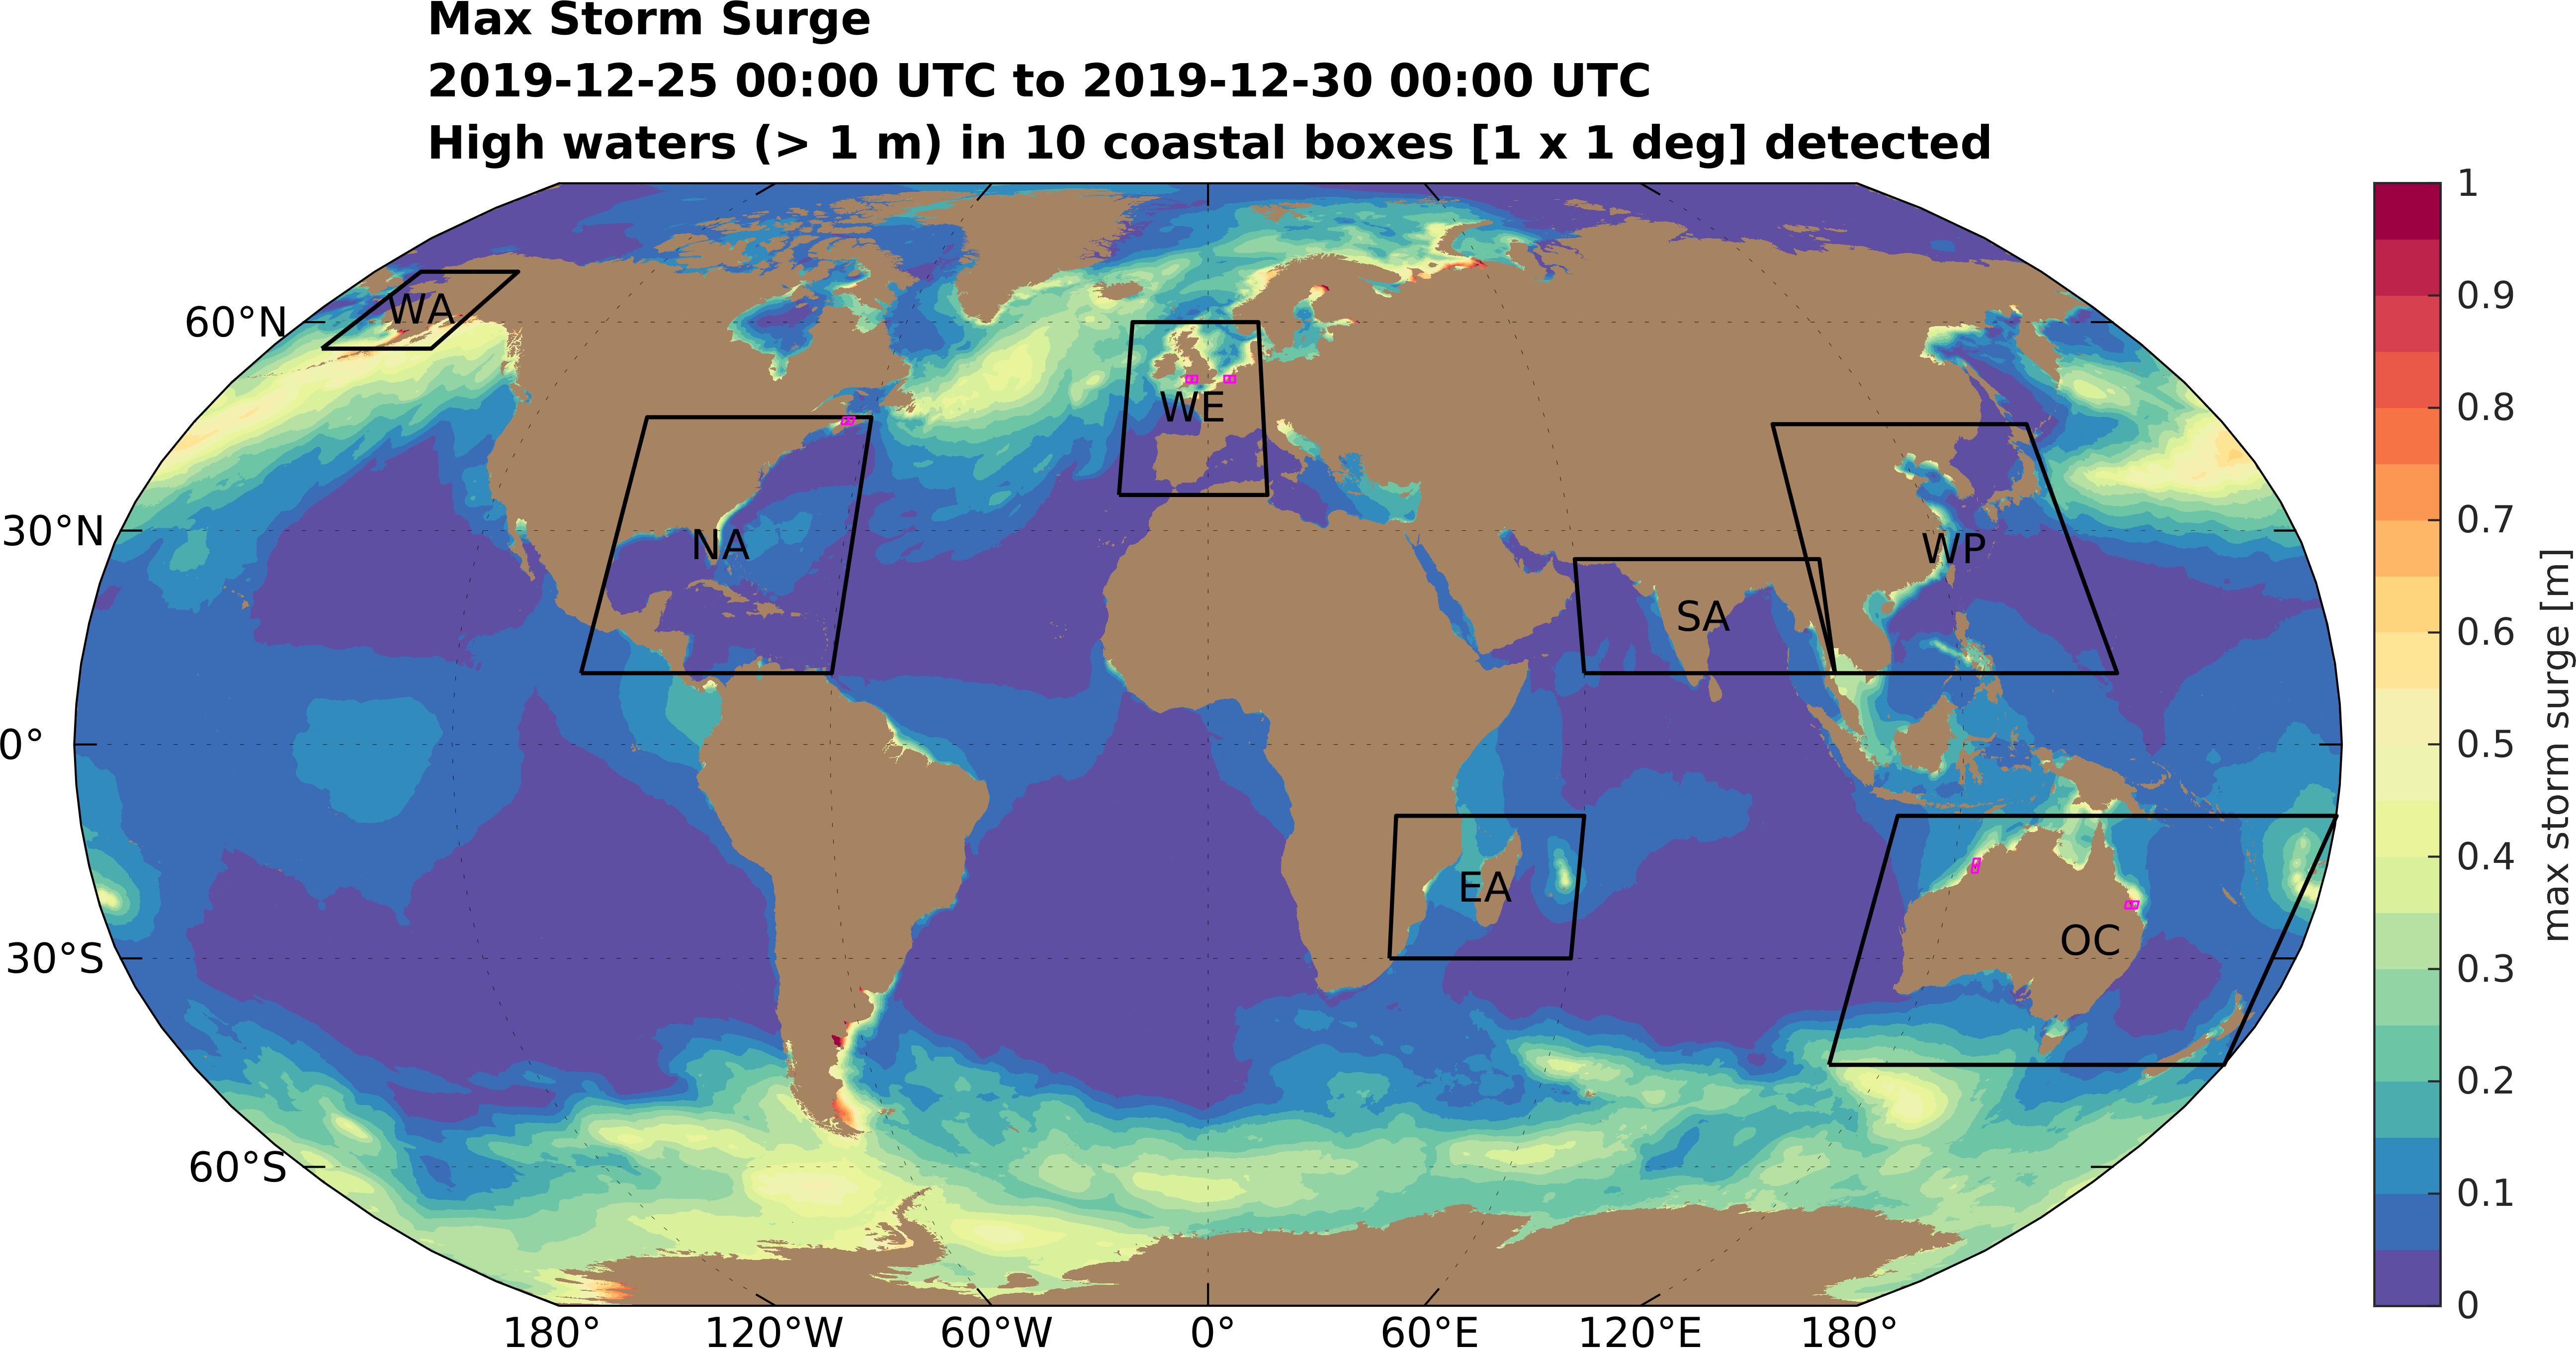 Max Storm Surge
2019-12-25 00:00 UTC to 2019-12-30 00:00 UTC
High waters (> 1 m) in 10 coastal boxes [1 x 1 deg] detected
60°N
30°N
0°
30°S
60°S
WA
NA
WE
SA
WP
EA
OC
180°
120°W
60°W
0°
60°E
120°E
180°
1
0.9
0.8
0.7
0.6
0.5
0.4
0.3
0.2
0.1
0
max storm surge [m]